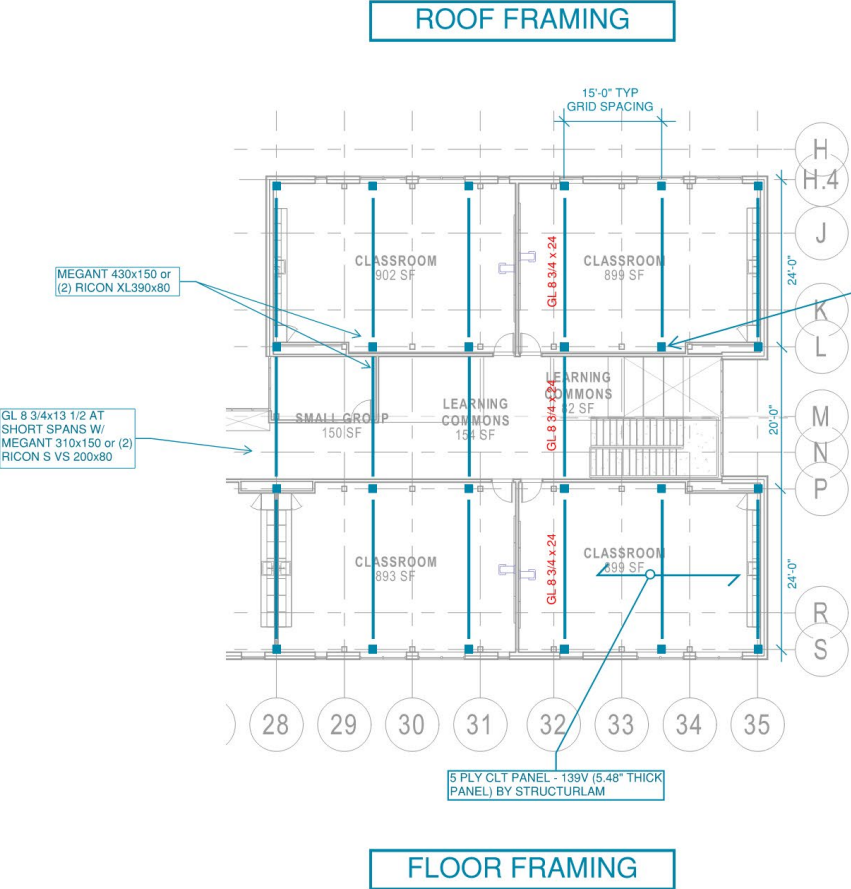 ROOF FRAMING
15'-0" TYP
GRID SPACING
H
H.4
J
K
L
M
N
P
R
S
24'-0"
20'-0"
24'-0"
CLASSROOM
902 SF
GL 8 3/4 x 24
CLASSROOM
899 SF
MEGANT 430x150 or
(2) RICON XL390x80
GL 8 3/4x13 1/2 AT
SHORT SPANS W/
MEGANT 310x150 or (2)
RICON S VS 200x80
SMALL GROUP
150 SF
LEARNING
COMMONS
154 SF
GL 8 3/4 x 24
LEARNING
COMMONS
82 SF
CLASSROOM
893 SF
GL 8 3/4 x 24
CLASSROOM
899 SF
28
29
30
31
32
33
34
35
5 PLY CLT PANEL - 139V (5.48" THICK
PANEL) BY STRUCTURLAM
FLOOR FRAMING